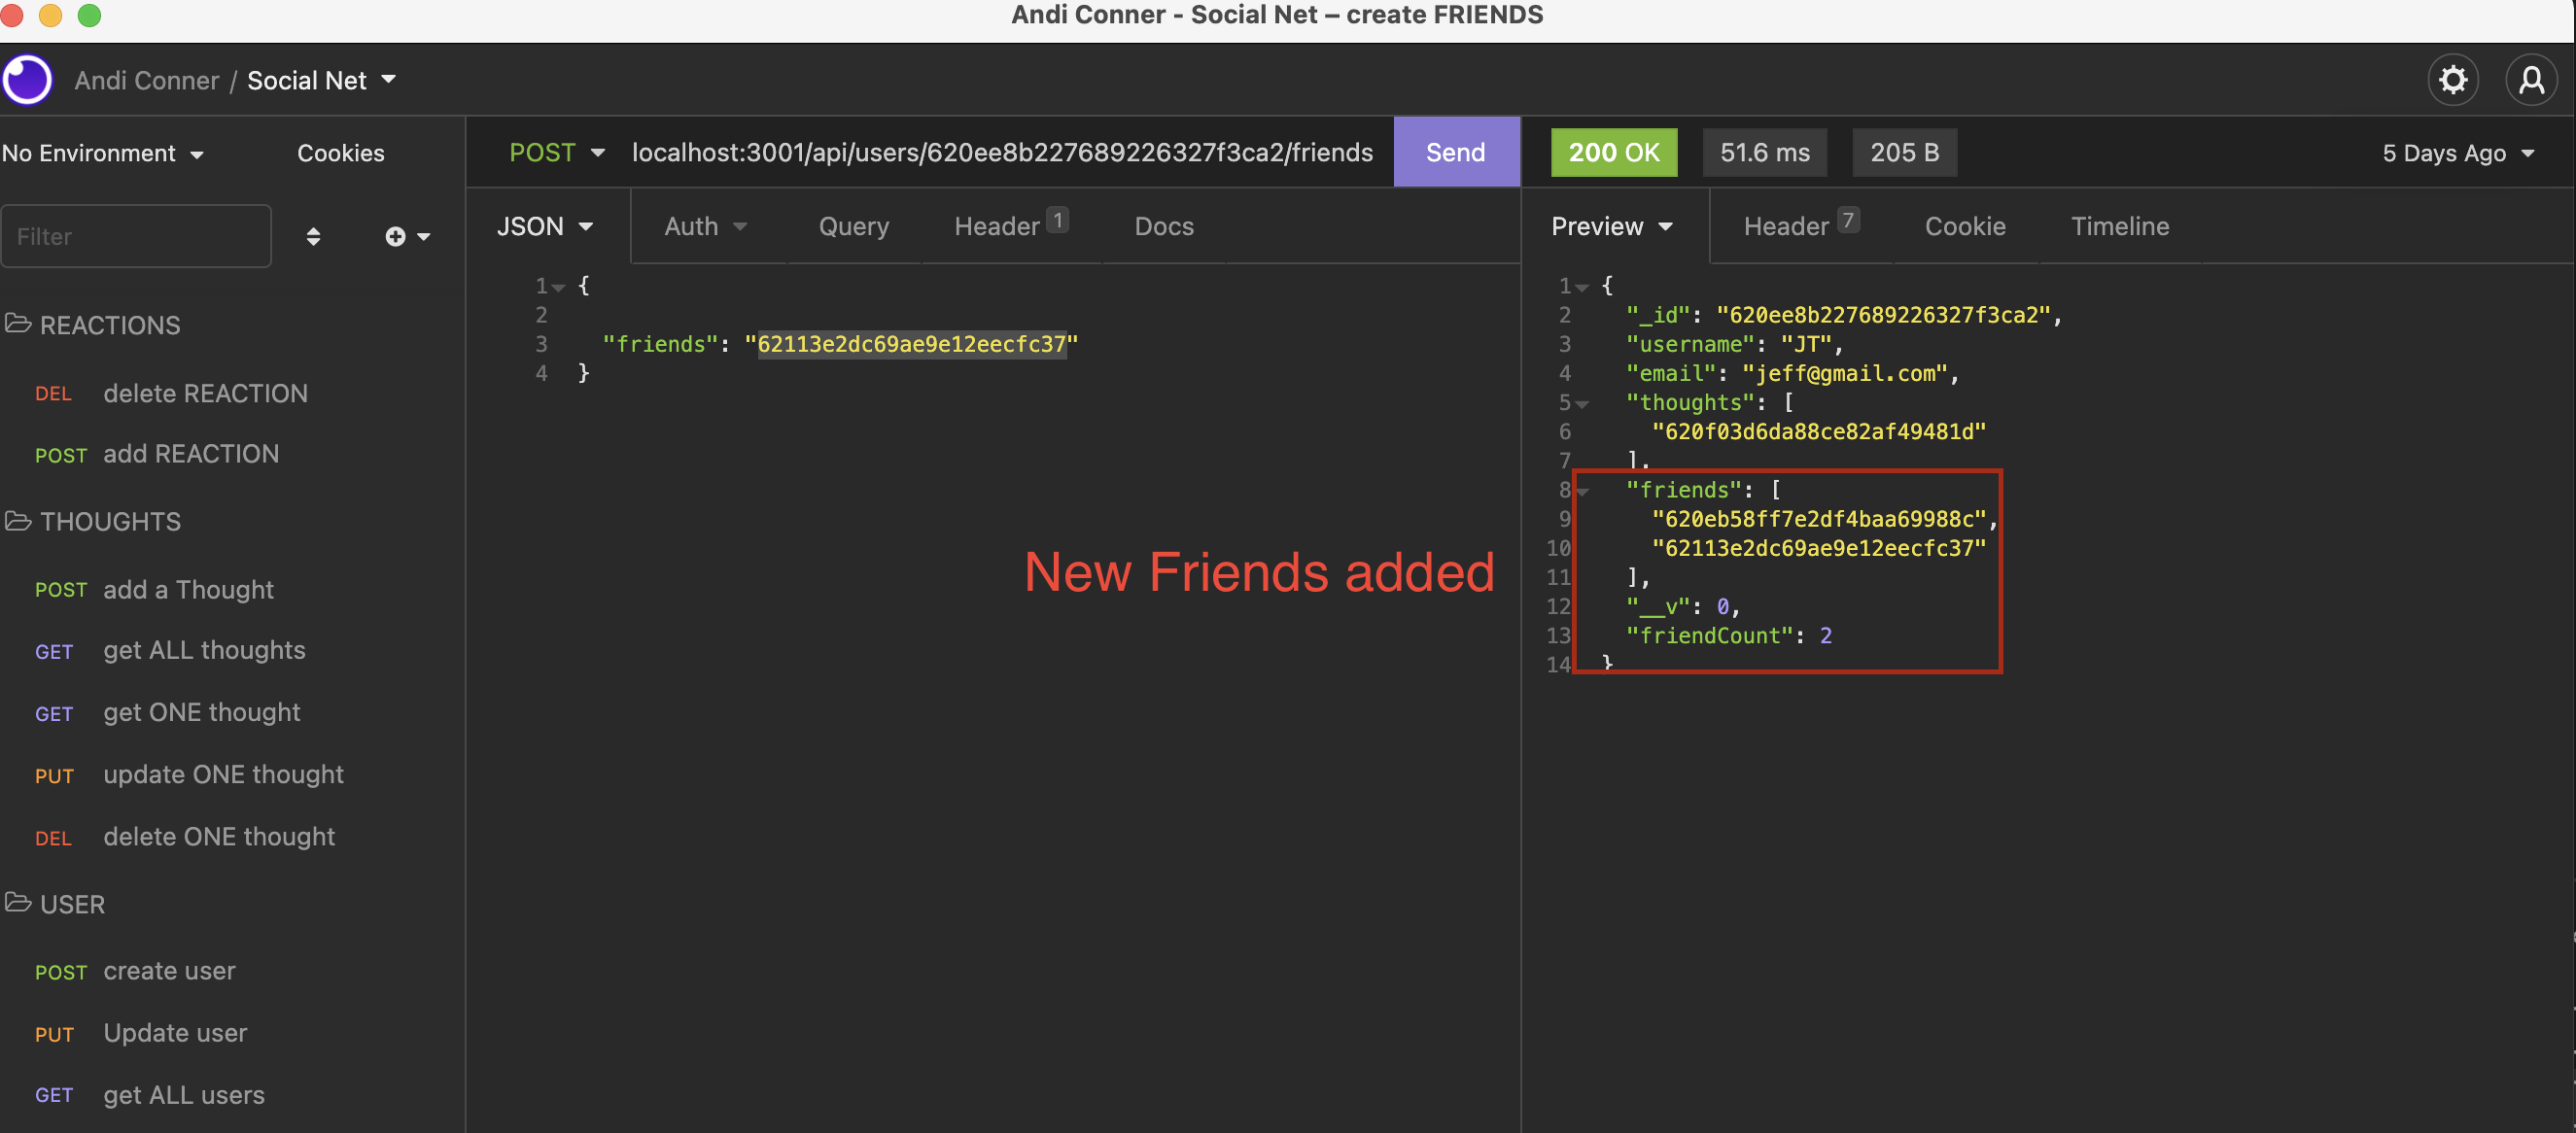 Andi Conner - Social Net – create FRIENDS
Andi Conner / Social Net
No Environment
Cookies
Filter
REACTIONS
DEL delete REACTION
POST add REACTION
THOUGHTS
POST add a Thought
GET get ALL thoughts
GET get ONE thought
PUT update ONE thought
DEL delete ONE thought
USER
POST create user
PUT Update user
GET get ALL users
POST localhost:3001/api/users/620ee8b227689226327f3ca2/friends Send
JSON Auth Query Header 1 Docs
1 {
2
3 "friends": "62113e2dc69ae9e12eecfc37"
4 }
New Friends added
200 OK 51.6 ms 205 B 5 Days Ago
Preview Header 7 Cookie Timeline
1 {
2 "_id": "620ee8b227689226327f3ca2",
3 "username": "JT",
4 "email": "jeff@gmail.com",
5 "thoughts": [
6 "620f03d6da88ce82af49481d"
7 ],
8 "friends": [
9 "620eb58ff7e2df4baa69988c",
10 "62113e2dc69ae9e12eecfc37"
11 ],
12 "__v": 0,
13 "friendCount": 2
14 }